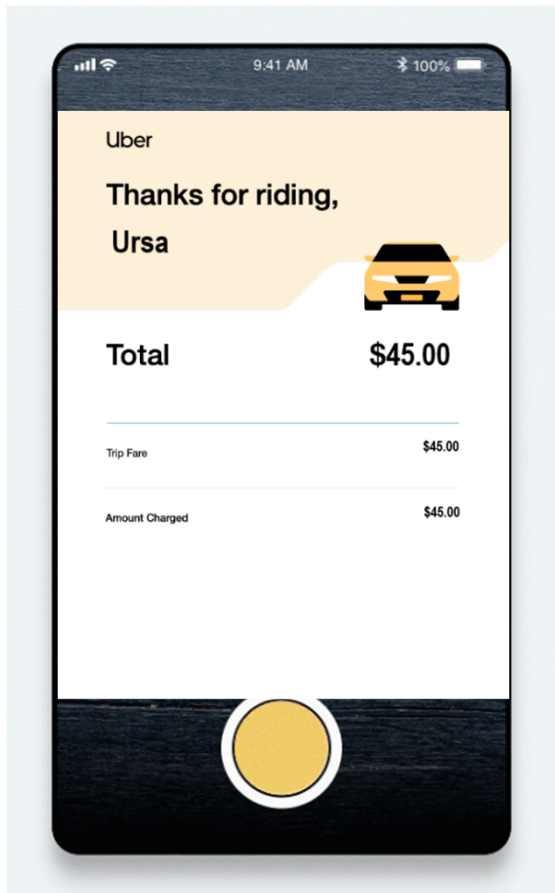 9:41 AM
100%
Uber
Thanks for riding,
Ursa
Total $45.00
Trip Fare $45.00
Amount Charged $45.00